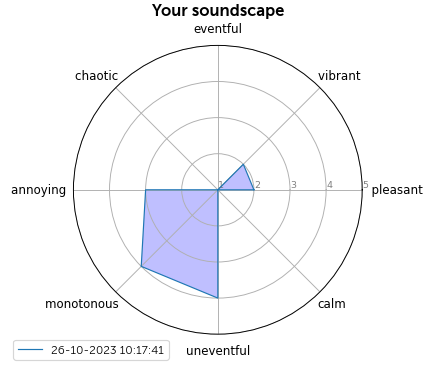 Your soundscape
eventful
chaotic
vibrant
annoying
1 2 3 4 5
pleasant
monotonous
calm
uneventful
26-10-2023 10:17:41